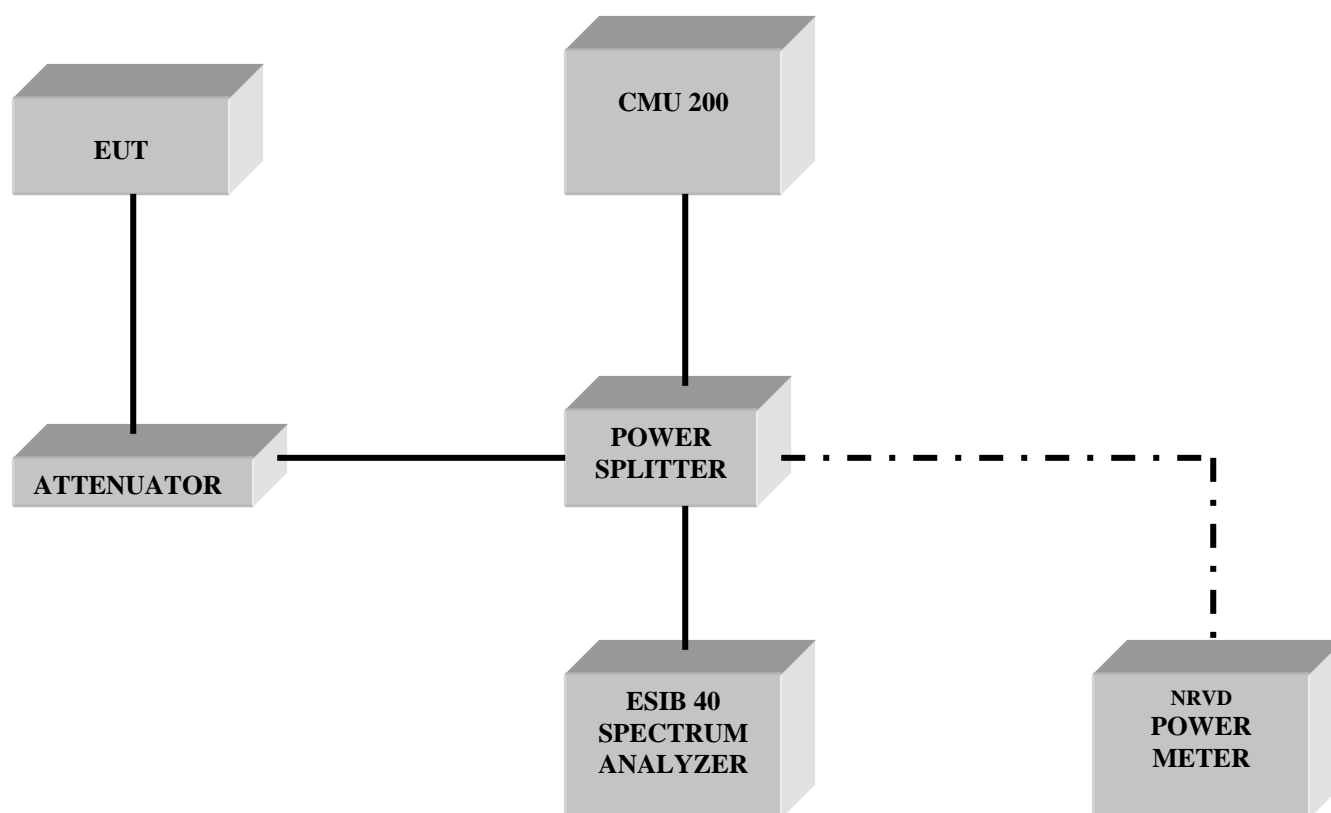 CMU 200
EUT
POWER
SPLITTER
ATTENUATOR
ESIB 40
SPECTRUM
ANALYZER
NRVD
POWER
METER